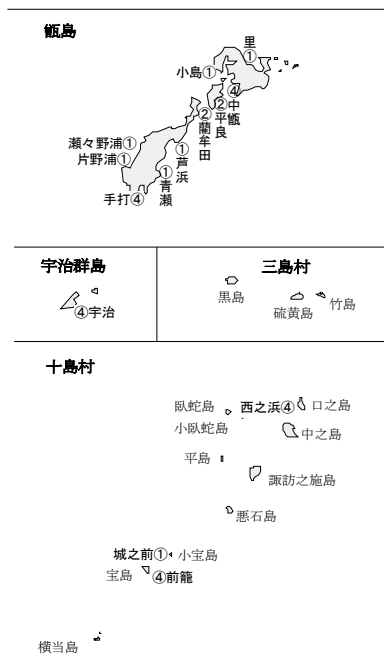 甑島
里
①
小島①
④
中甑
②
平良
②
藺牟田
瀬々野浦①
片野浦①
①
芦浜
①
青瀬
手打④
宇治群島
④宇治
三島村
黒島
硫黄島
竹島
十島村
臥蛇島
西之浜④
口之島
小臥蛇島
中之島
平島
諏訪之施島
悪石島
城之前①
小宝島
宝島
④前籠
横当島